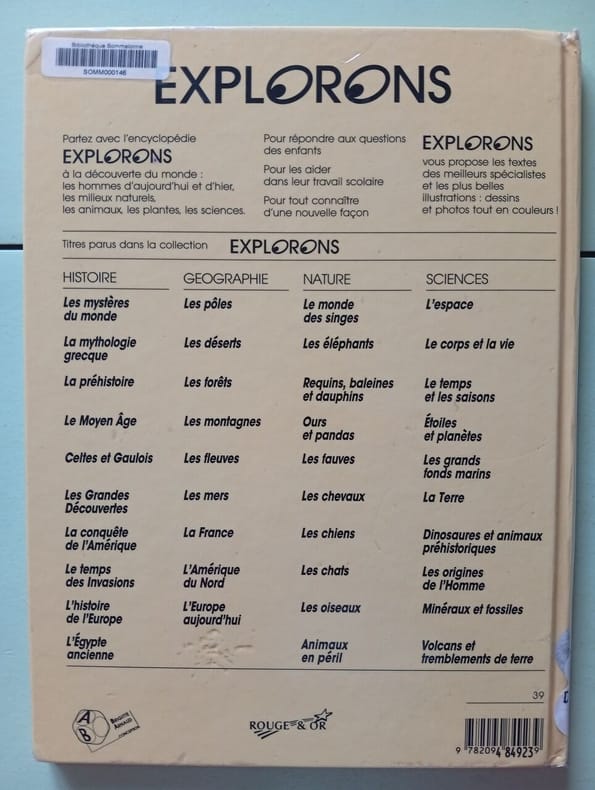 Bibliothèque Sommeloinne
SOMM000146
EXPLORONS
Partez avec l'encyclopédie
EXPLORONS
à la découverte du monde :
les hommes d'aujourd'hui et d'hier,
les milieux naturels,
les animaux, les plantes, les sciences.
Pour répondre aux questions
des enfants
Pour les aider
dans leur travail scolaire
Pour tout connaître
d'une nouvelle façon
EXPLORONS
vous propose les textes
des meilleurs spécialistes
et les plus belles
illustrations : dessins
et photos tout en couleurs !
Titres parus dans la collection EXPLORONS
HISTOIRE
Les mystères
du monde
La mythologie
grecque
La préhistoire
Le Moyen Âge
Celtes et Gaulois
Les Grandes
Découvertes
La conquête
de l'Amérique
Le temps
des Invasions
L'histoire
de l'Europe
L'Égypte
ancienne
GEOGRAPHIE
Les pôles
Les déserts
Les forêts
Les montagnes
Les fleuves
Les mers
La France
L'Amérique
du Nord
L'Europe
aujourd'hui
NATURE
Le monde
des singes
Les éléphants
Requins, baleines
et dauphins
Ours
et pandas
Les fauves
Les chevaux
Les chiens
Les chats
Les oiseaux
Animaux
en péril
SCIENCES
L'espace
Le corps et la vie
Le temps
et les saisons
Étoiles
et planètes
Les grands
fonds marins
La Terre
Dinosaures et animaux
préhistoriques
Les origines
de l'Homme
Minéraux et fossiles
Volcans et
tremblements de terre
39
AB
BRIGITTE
ARNAUD
CONCEPTION
ROUGE & OR
9 782094 849239